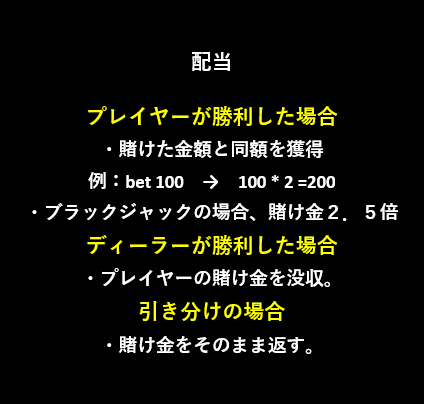 配当
プレイヤーが勝利した場合
・賭けた金額と同額を獲得
例：bet 100　→　100 * 2 =200
・ブラックジャックの場合、賭け金２．５倍
ディーラーが勝利した場合
・プレイヤーの賭け金を没収。
引き分けの場合
・賭け金をそのまま返す。